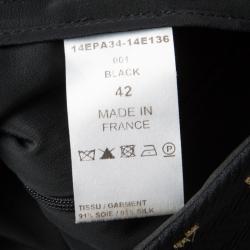 14EPA34-14E136
001
BLACK
42
MADE IN
FRANCE
TISSU / GARMENT
91% SOIE / 91% SILK